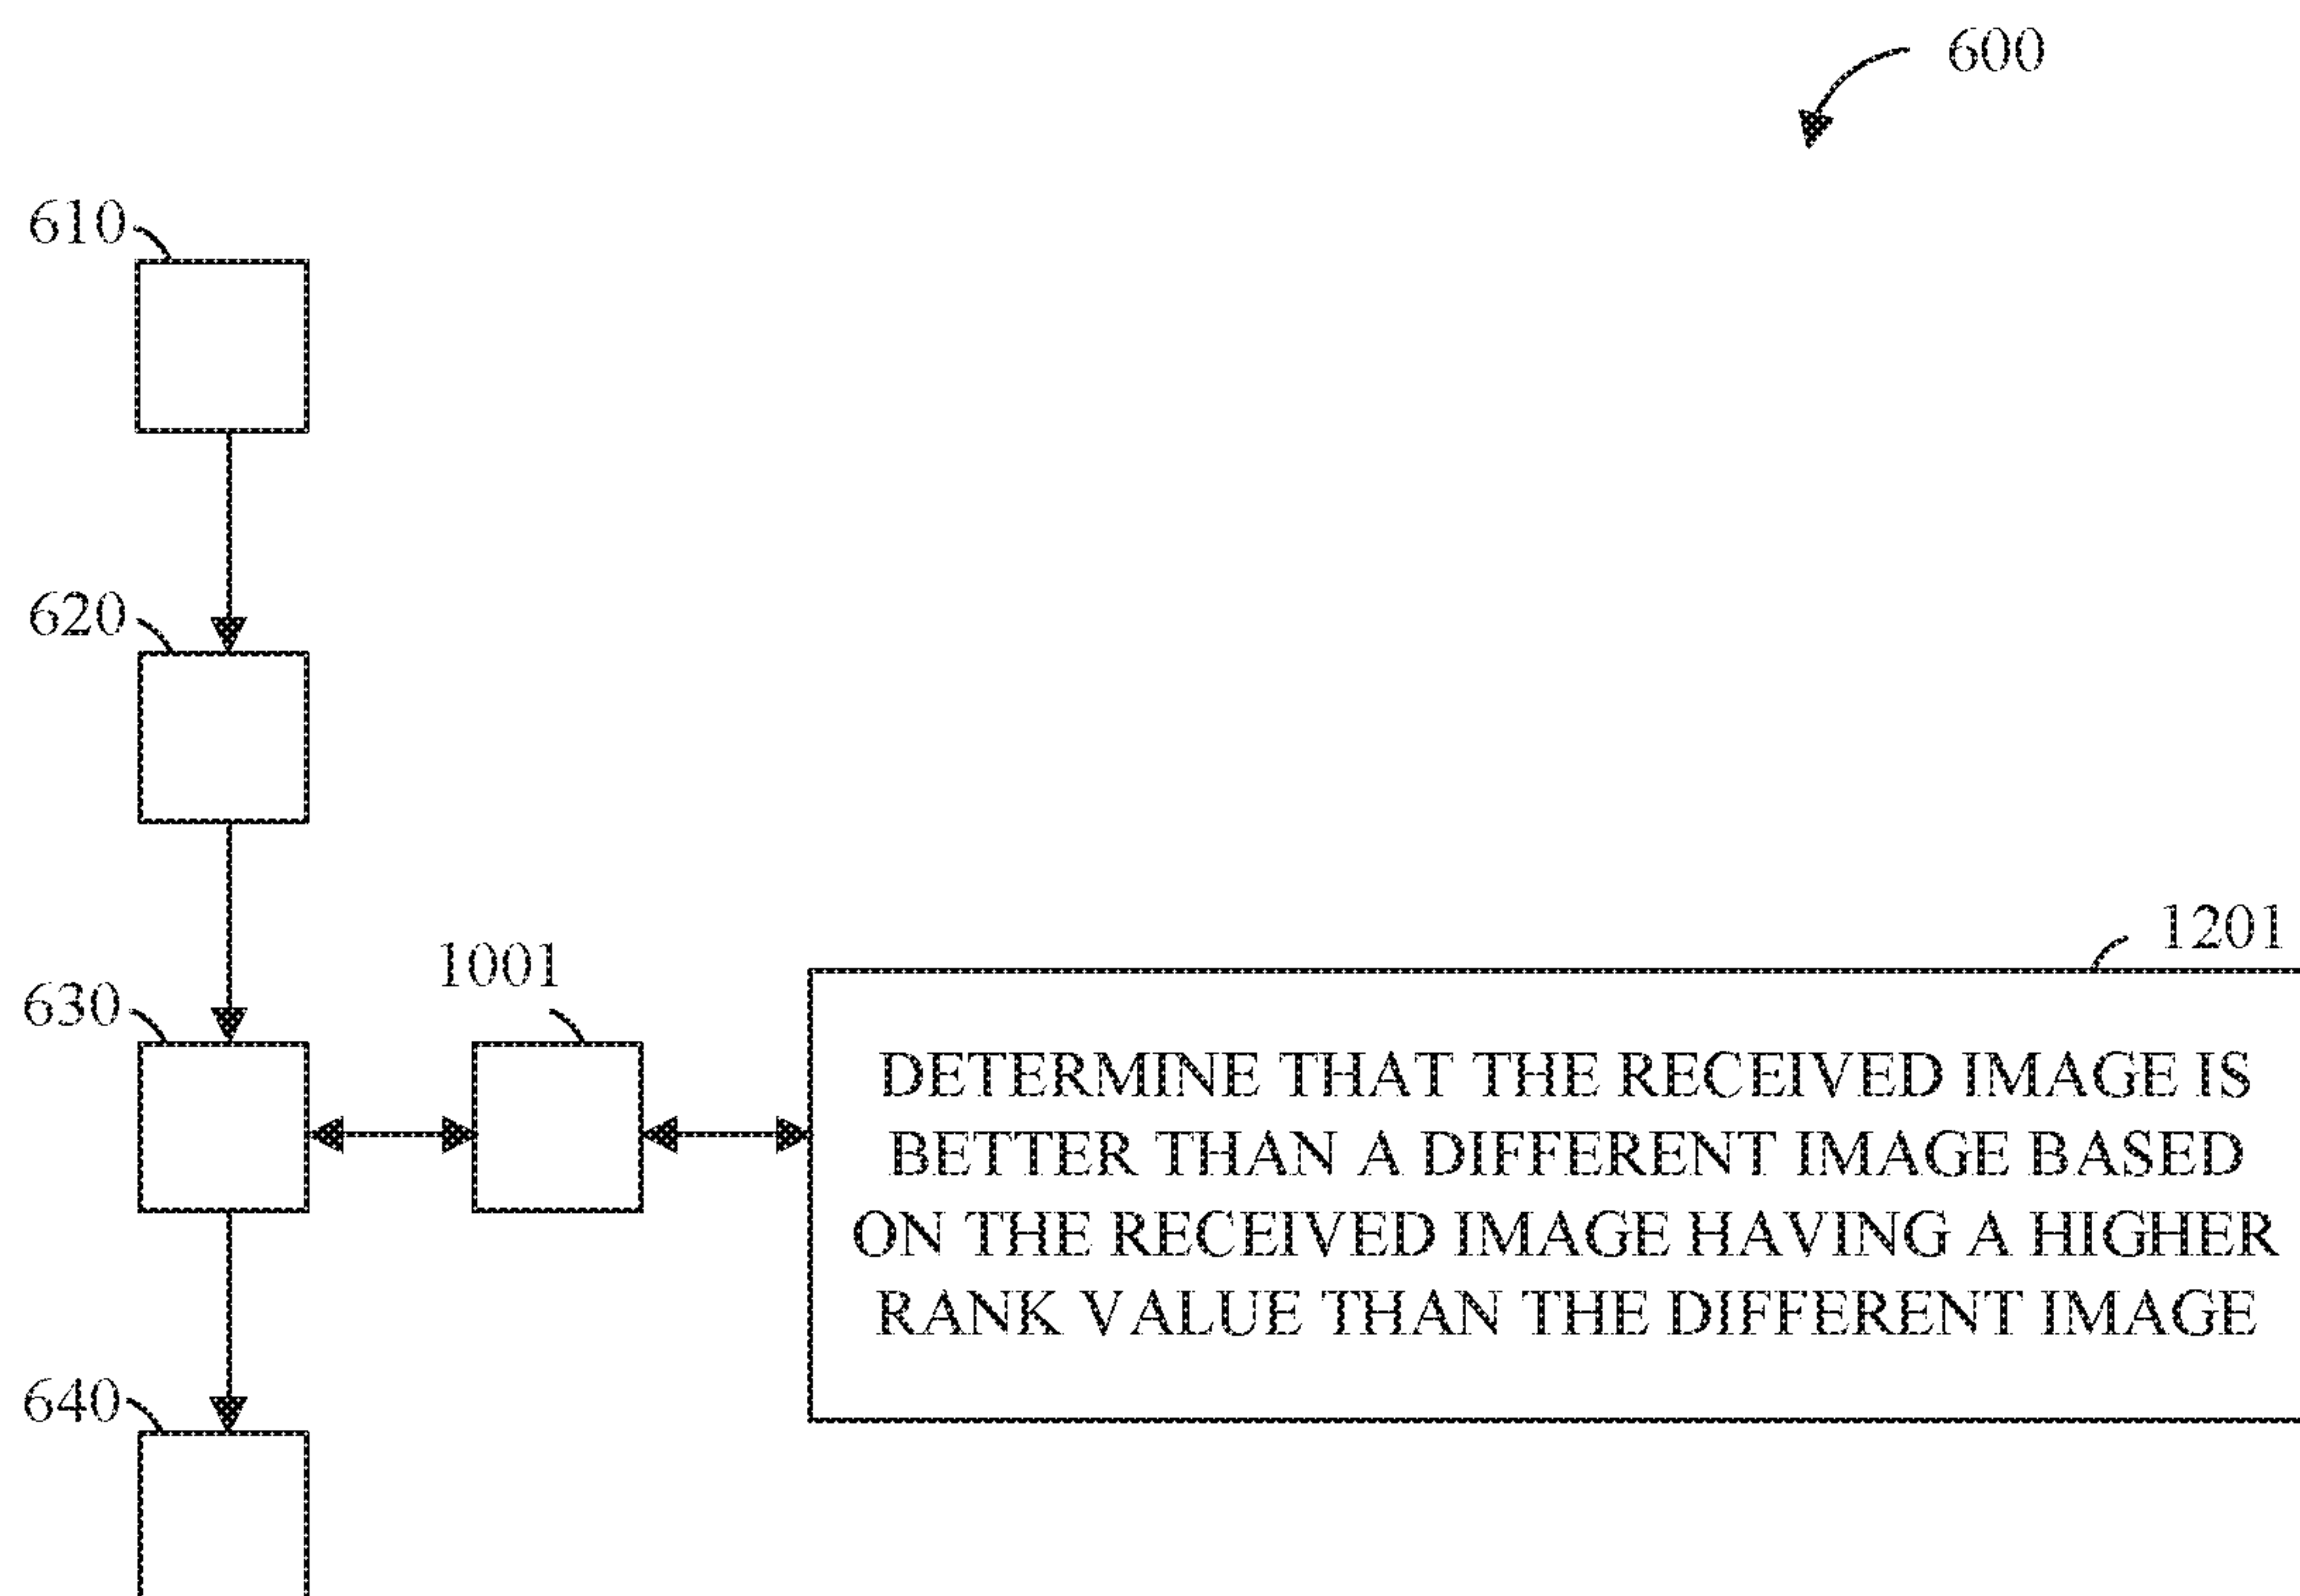 600
610
620
630
1001
1201
DETERMINE THAT THE RECEIVED IMAGE IS
BETTER THAN A DIFFERENT IMAGE BASED
ON THE RECEIVED IMAGE HAVING A HIGHER
RANK VALUE THAN THE DIFFERENT IMAGE
640